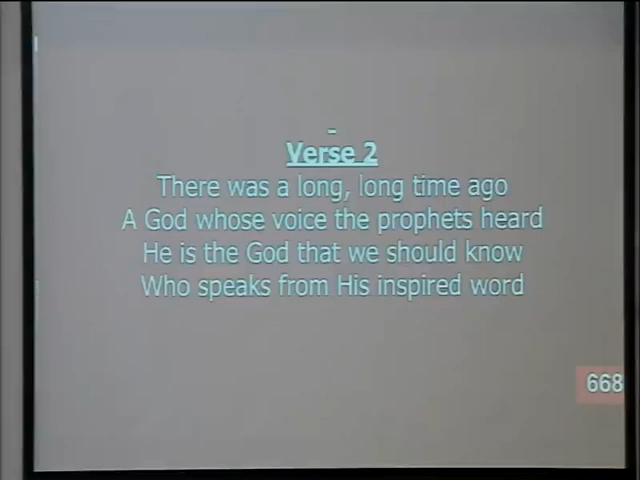 Verse 2
There was a long, long time ago
A God whose voice the prophets heard
He is the God that we should know
Who speaks from His inspired word
668